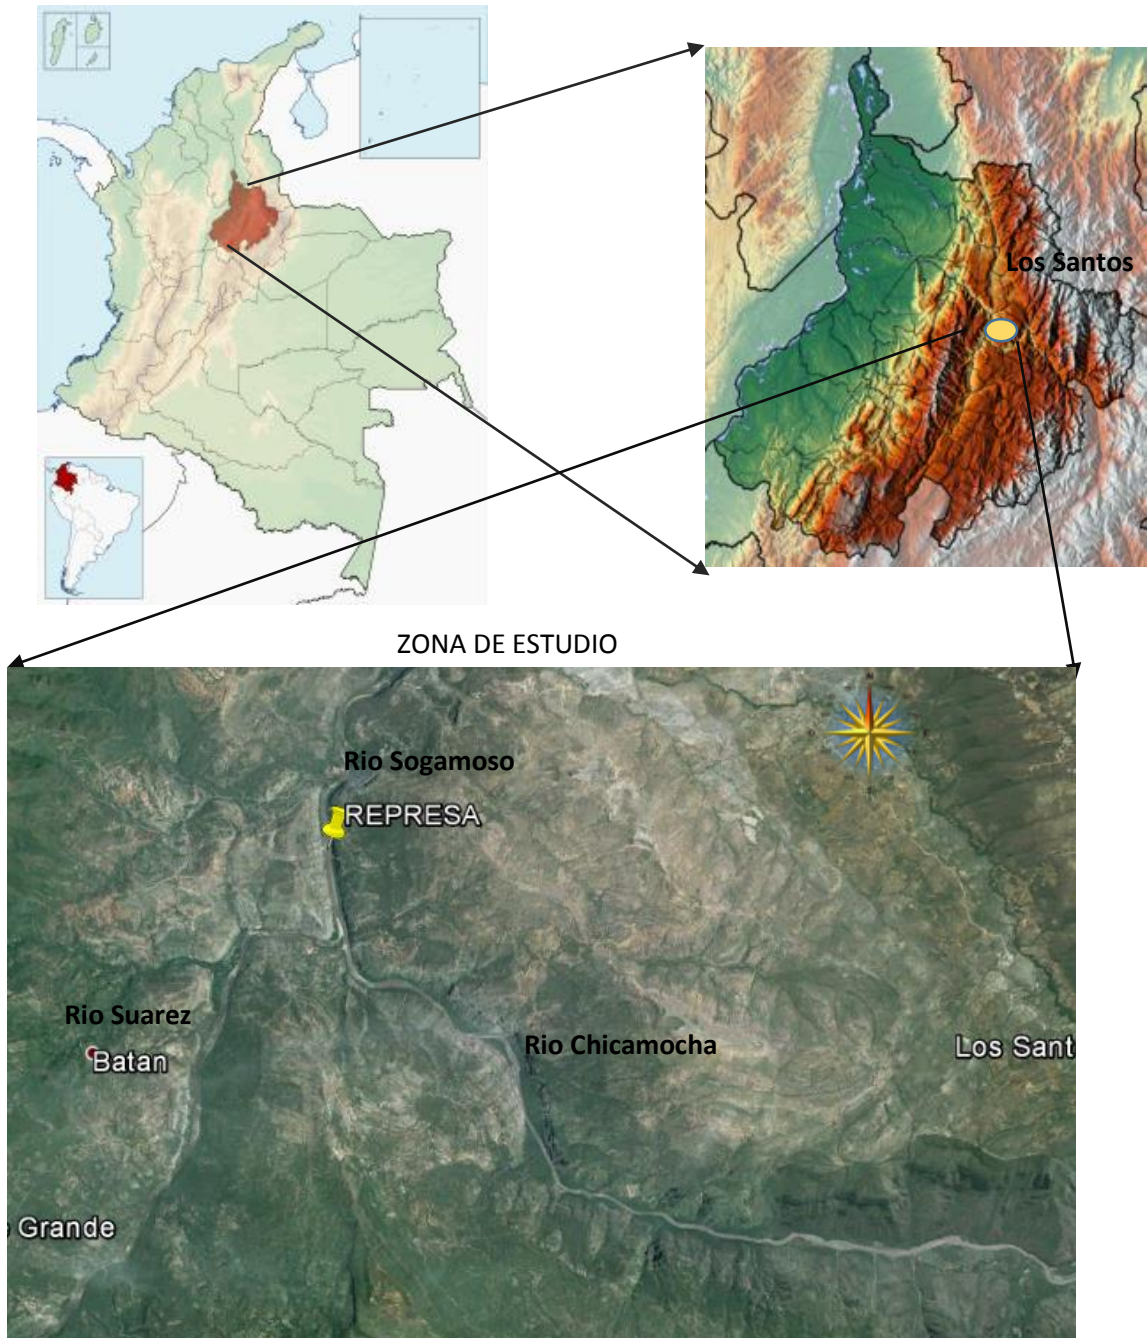 Los Santos
ZONA DE ESTUDIO
Rio Sogamoso
REPRESA
Rio Suarez
Batan
Rio Chicamocha
Los Sant
Grande